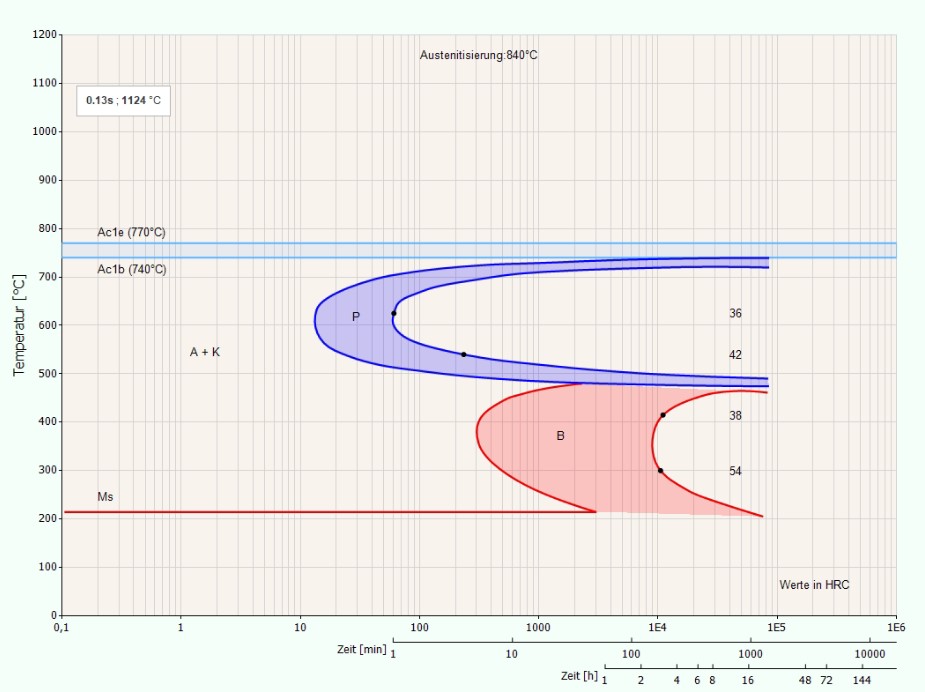 1200
Austenitisierung:840°C
1100
0.13s ; 1124 °C
1000
900
800
Ac1e (770°C)
Ac1b (740°C)
700
600
P
36
A + K
42
500
400
38
B
300
54
Ms
200
100
Werte in HRC
0
Temperatur [°C]
0,1 1 10 100 1000 1E4 1E5 1E6
Zeit [min] 1 10 100 1000 10000
Zeit [h] 1 2 4 6 8 16 48 72 144